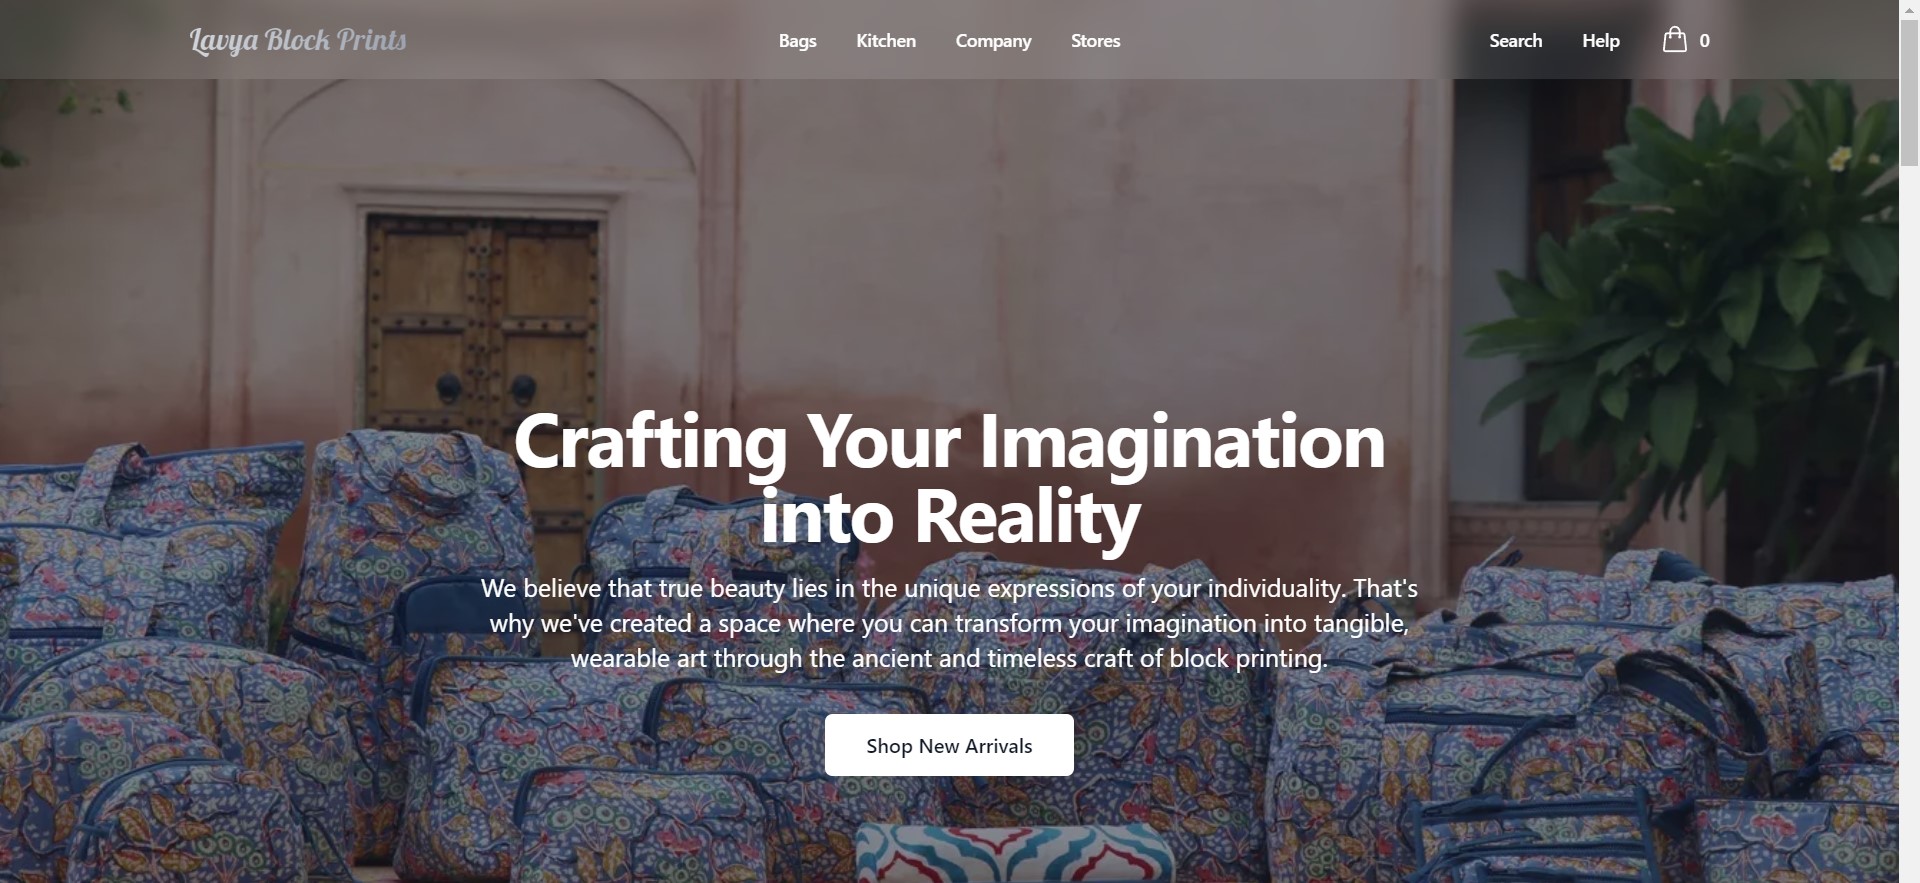 Lavya Block Prints
Bags Kitchen Company Stores
Search Help 0
Crafting Your Imagination
into Reality
We believe that true beauty lies in the unique expressions of your individuality. That's
why we've created a space where you can transform your imagination into tangible,
wearable art through the ancient and timeless craft of block printing.
Shop New Arrivals